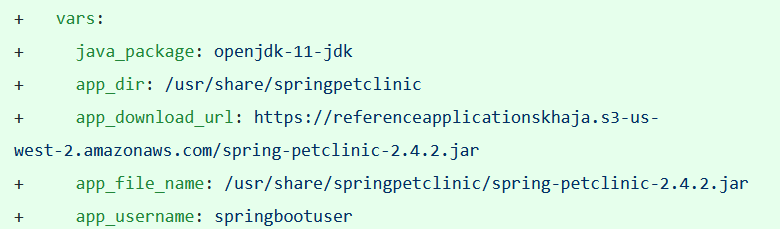 +   vars:
+     java_package: openjdk-11-jdk
+     app_dir: /usr/share/springpetclinic
+     app_download_url: https://referenceapplicationskhaja.s3-us-
west-2.amazonaws.com/spring-petclinic-2.4.2.jar
+     app_file_name: /usr/share/springpetclinic/spring-petclinic-2.4.2.jar
+     app_username: springbootuser